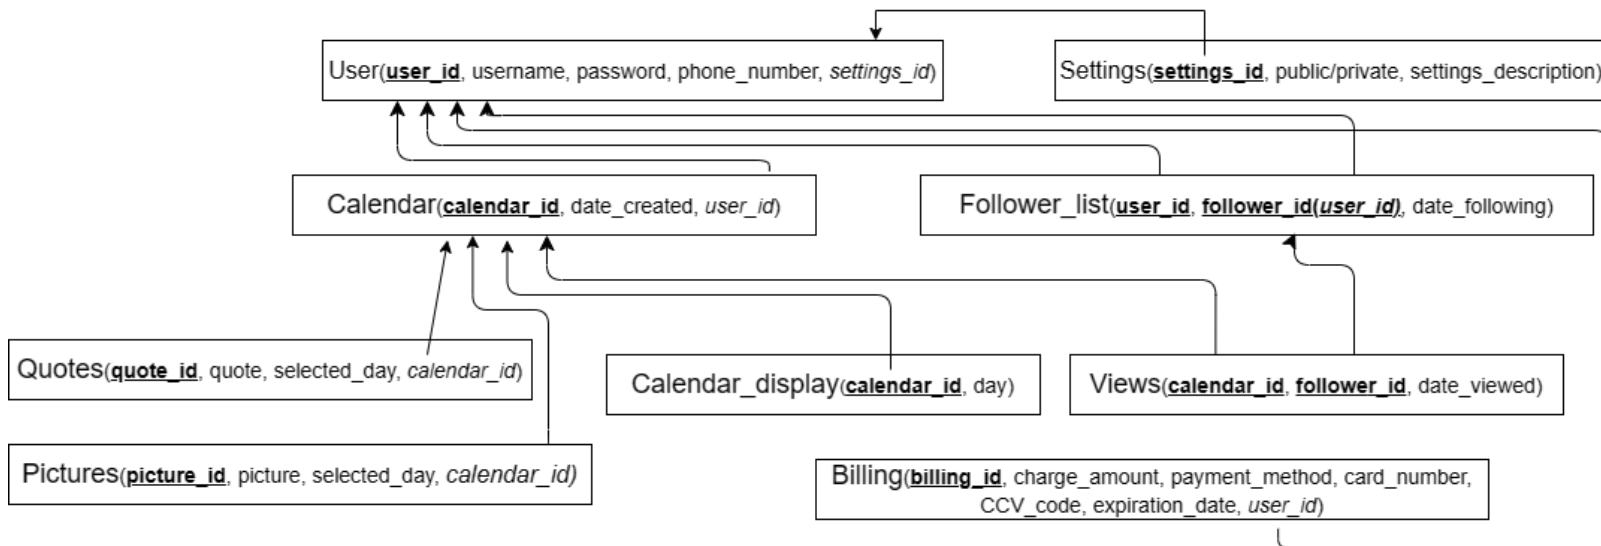 User(user_id, username, password, phone_number, settings_id)
Settings(settings_id, public/private, settings_description)
Calendar(calendar_id, date_created, user_id)
Follower_list(user_id, follower_id(user_id), date_following)
Quotes(quote_id, quote, selected_day, calendar_id)
Calendar_display(calendar_id, day)
Views(calendar_id, follower_id, date_viewed)
Pictures(picture_id, picture, selected_day, calendar_id)
Billing(billing_id, charge_amount, payment_method, card_number,
CCV_code, expiration_date, user_id)